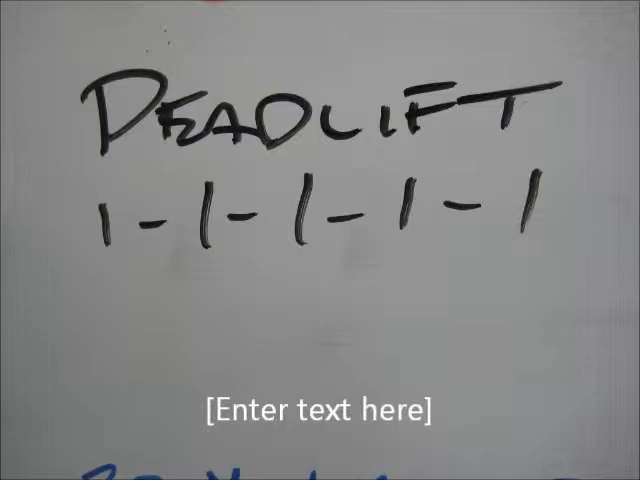 DEADLIFT
1 - 1 - 1 - 1 - 1
[Enter text here]